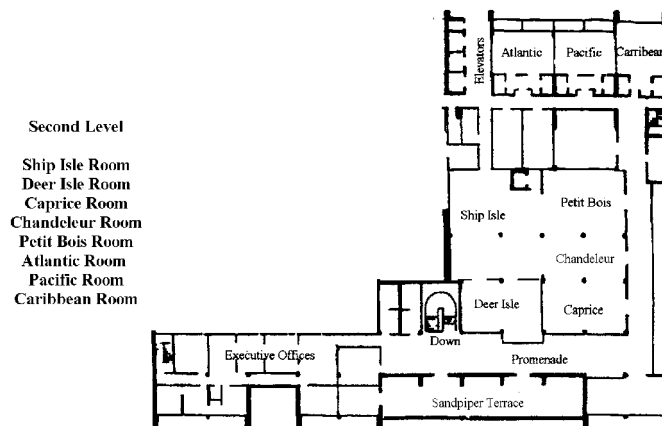 Second Level
Ship Isle Room
Deer Isle Room
Caprice Room
Chandeleur Room
Petit Bois Room
Atlantic Room
Pacific Room
Caribbean Room
Elevators
Atlantic
Pacific
Carribean
Ship Isle
Petit Bois
Chandeleur
Deer Isle
Caprice
Down
Executive Offices
Promenade
Sandpiper Terrace